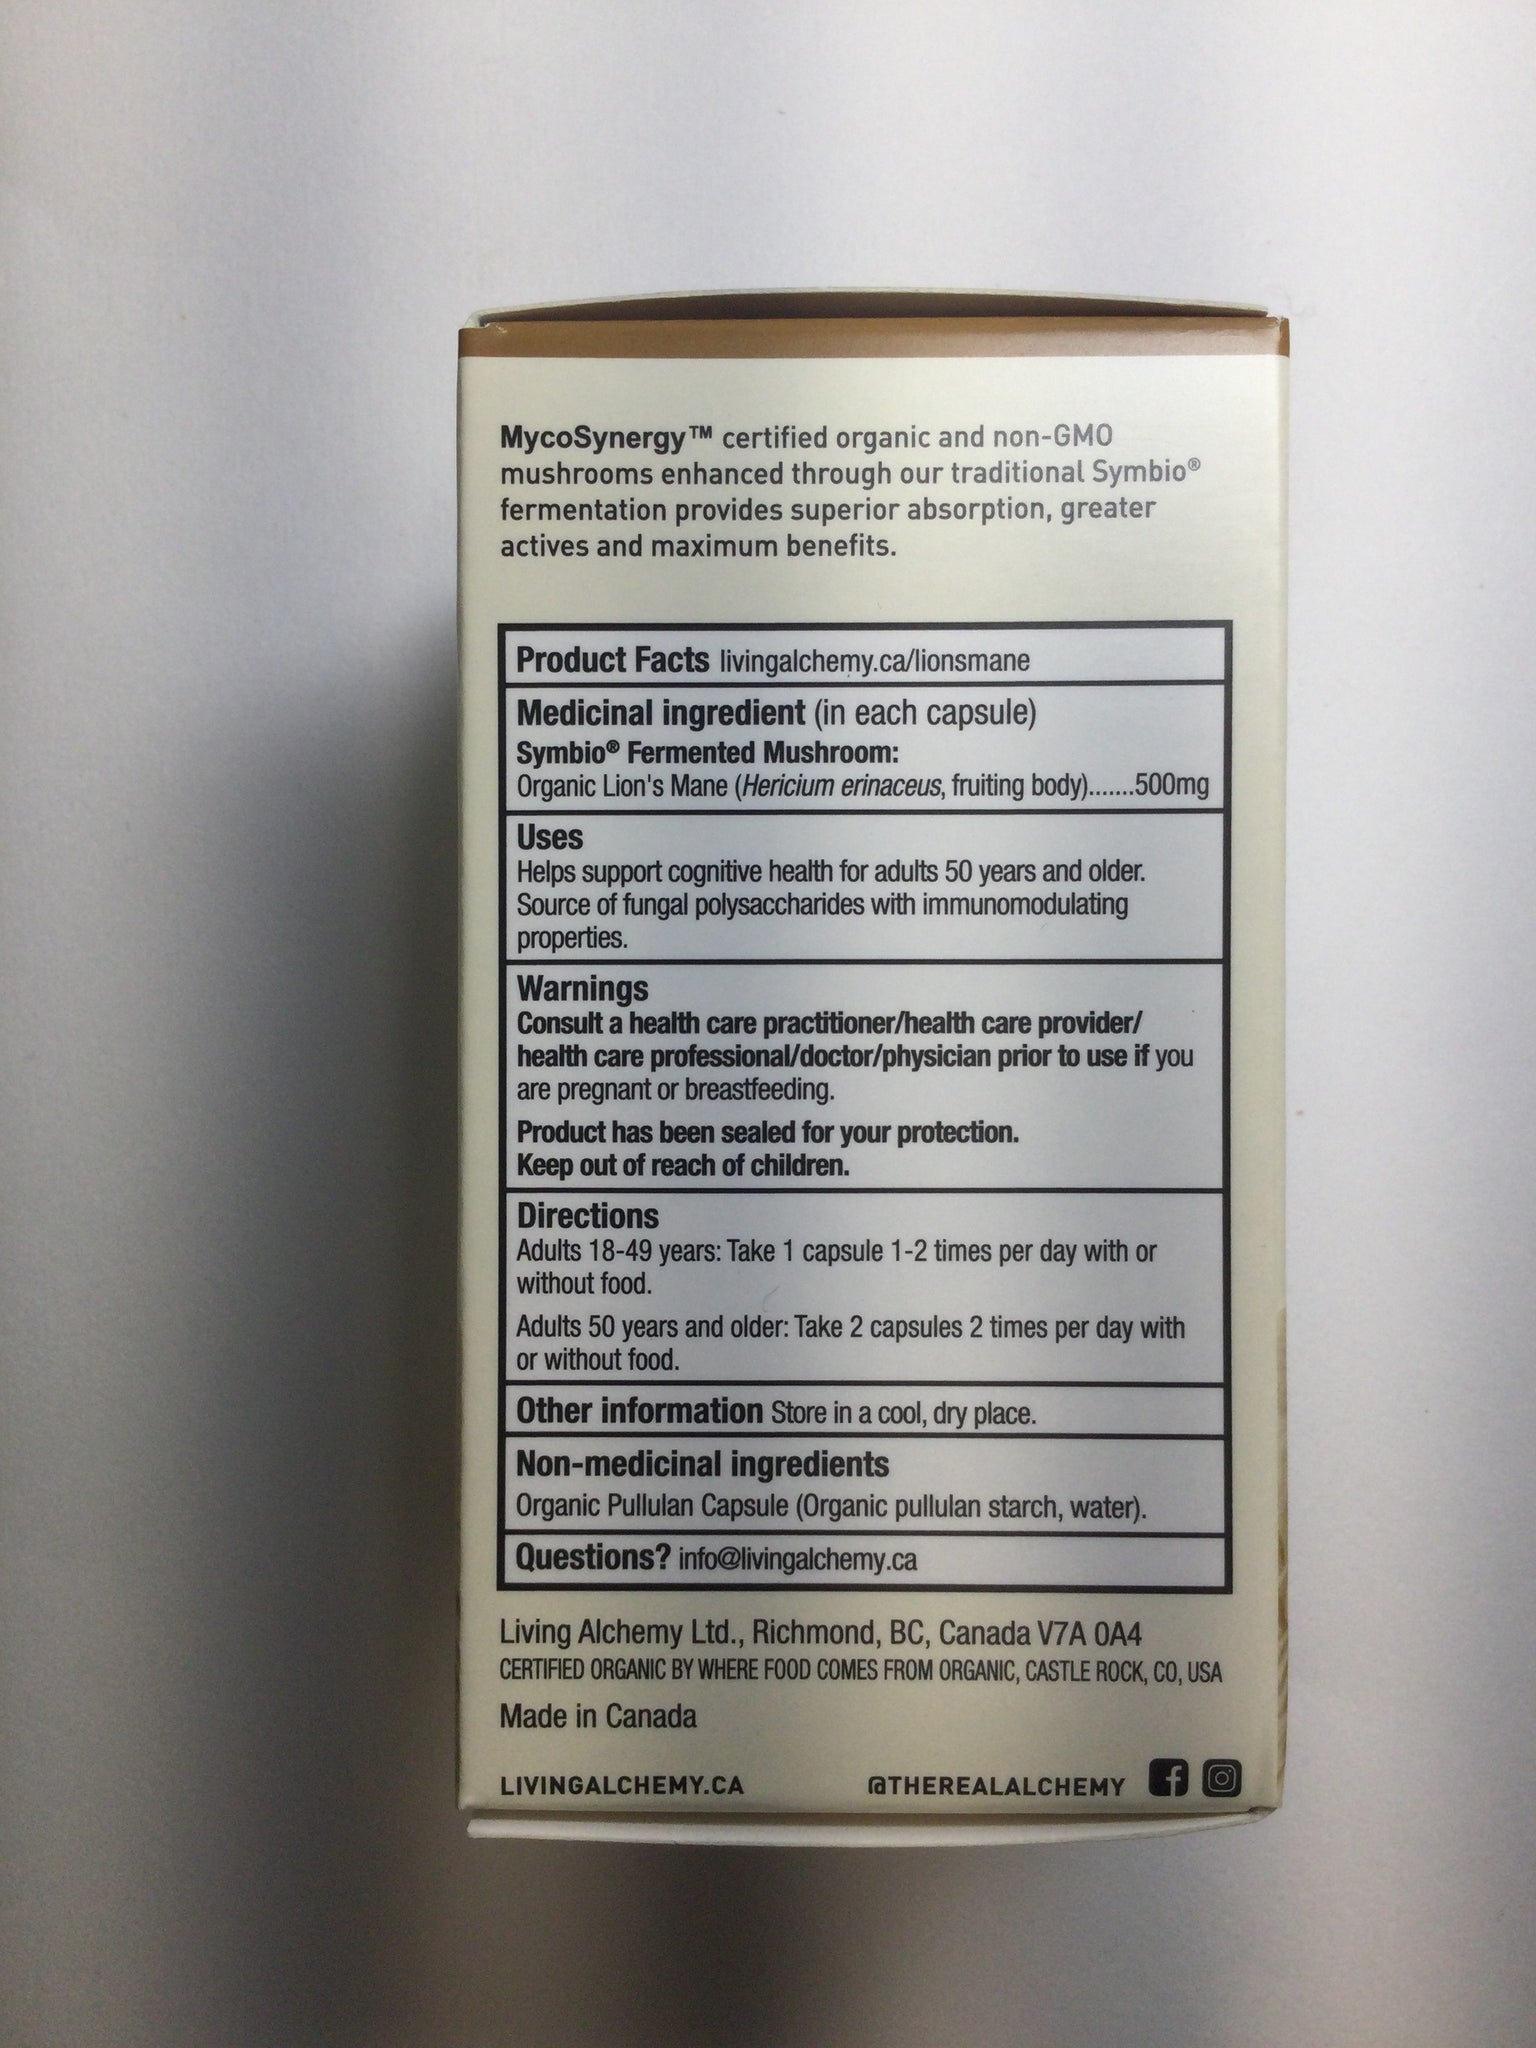 MycoSynergy™ certified organic and non-GMO
mushrooms enhanced through our traditional Symbio®
fermentation provides superior absorption, greater
actives and maximum benefits.
Product Facts livingalchemy.ca/lionsmane
Medicinal ingredient (in each capsule)
Symbio® Fermented Mushroom:
Organic Lion's Mane (Hericium erinaceus, fruiting body).......500mg
Uses
Helps support cognitive health for adults 50 years and older.
Source of fungal polysaccharides with immunomodulating
properties.
Warnings
Consult a health care practitioner/health care provider/
health care professional/doctor/physician prior to use if you
are pregnant or breastfeeding.
Product has been sealed for your protection.
Keep out of reach of children.
Directions
Adults 18-49 years: Take 1 capsule 1-2 times per day with or
without food.
Adults 50 years and older: Take 2 capsules 2 times per day with
or without food.
Other information Store in a cool, dry place.
Non-medicinal ingredients
Organic Pullulan Capsule (Organic pullulan starch, water).
Questions? info@livingalchemy.ca
Living Alchemy Ltd., Richmond, BC, Canada V7A 0A4
CERTIFIED ORGANIC BY WHERE FOOD COMES FROM ORGANIC, CASTLE ROCK, CO, USA
Made in Canada
LIVINGALCHEMY.CA @THEREALALCHEMY